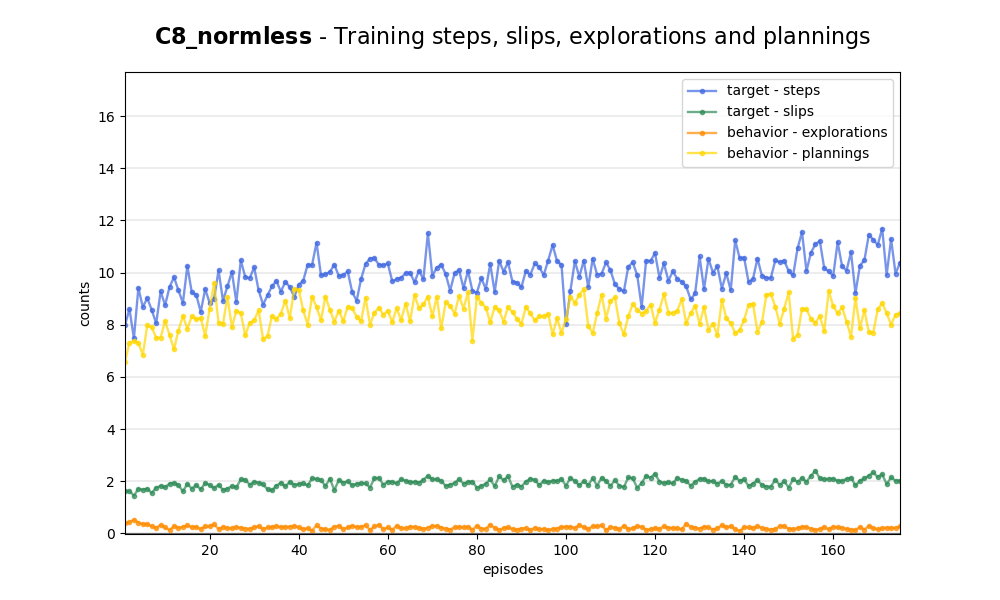 C8_normless - Training steps, slips, explorations and plannings
target - steps
target - slips
behavior - explorations
behavior - plannings
counts
16
14
12
10
8
6
4
2
0
20 40 60 80 100 120 140 160
episodes